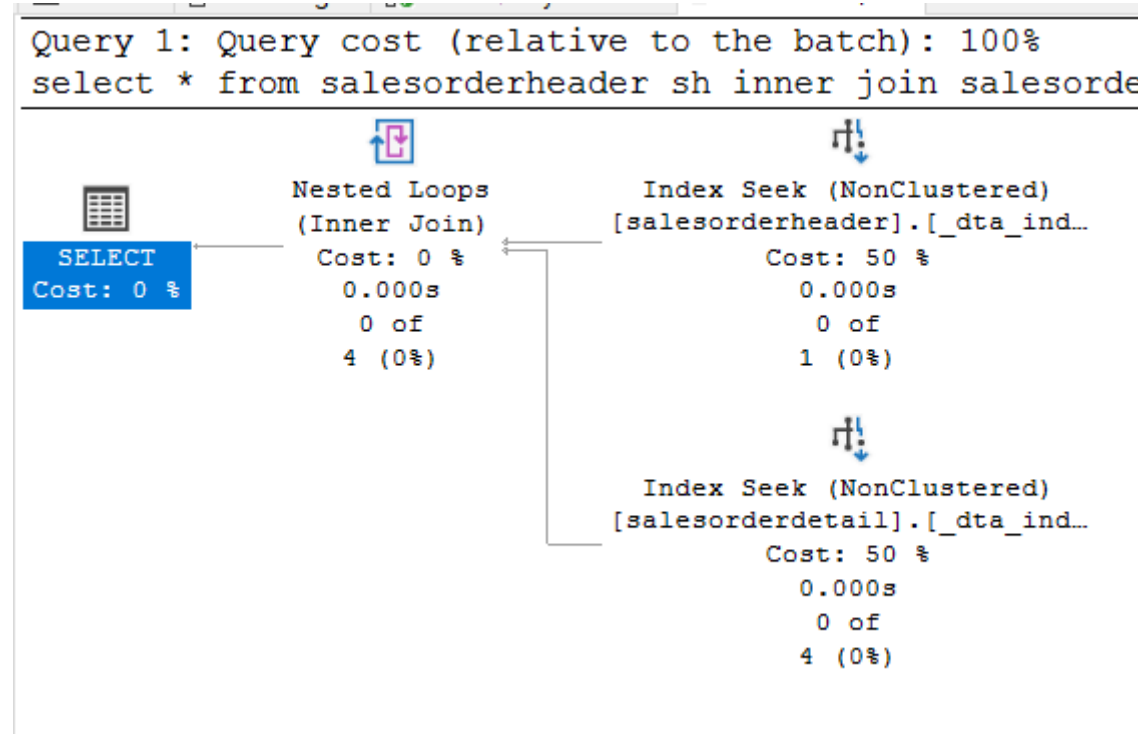 Query 1: Query cost (relative to the batch): 100%
select * from salesorderheader sh inner join salesorde
SELECT
Cost: 0 %
Nested Loops
(Inner Join)
Cost: 0 %
0.000s
0 of
4 (0%)
Index Seek (NonClustered)
[salesorderheader].[_dta_ind…
Cost: 50 %
0.000s
0 of
1 (0%)
Index Seek (NonClustered)
[salesorderdetail].[_dta_ind…
Cost: 50 %
0.000s
0 of
4 (0%)